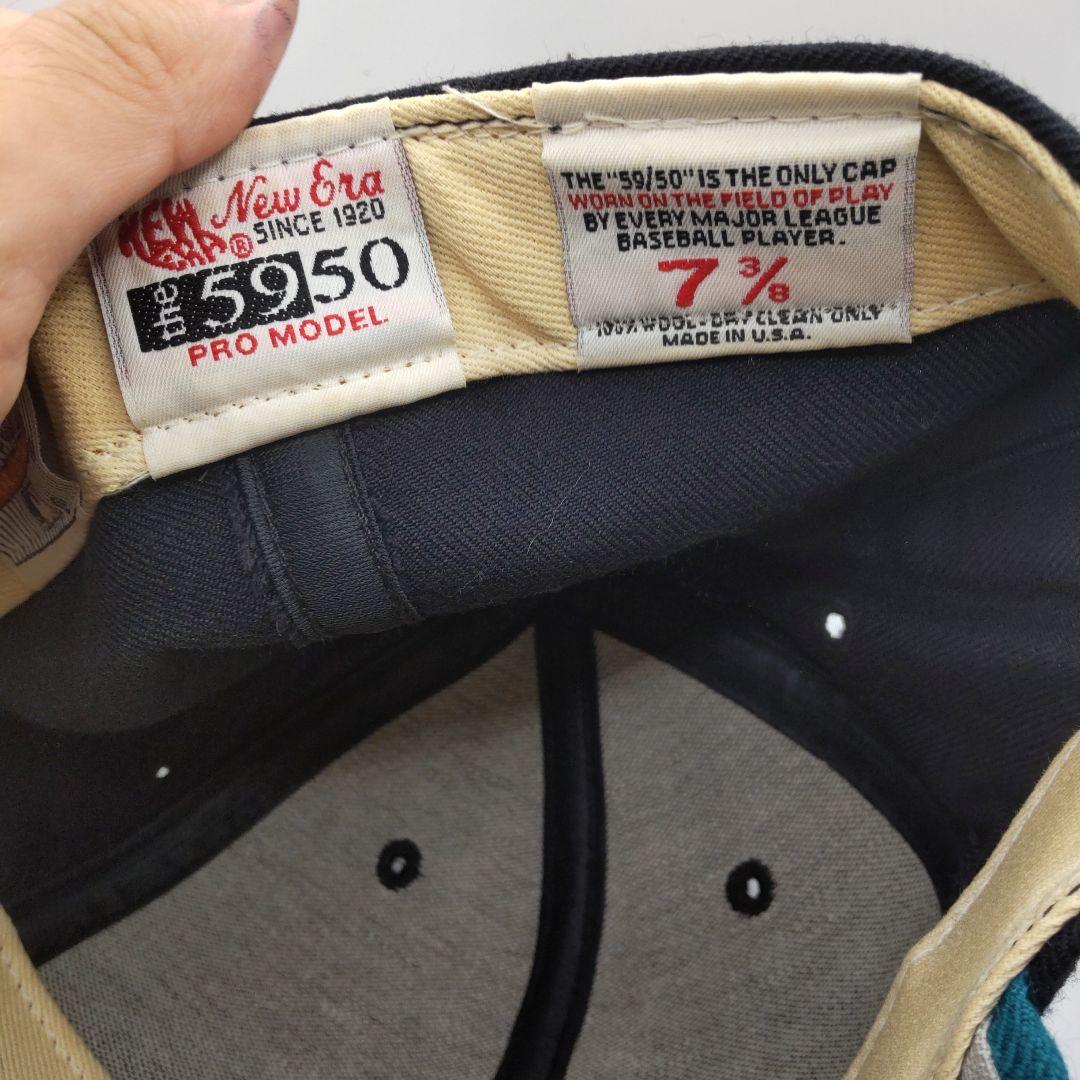 New Era
SINCE 1920
NEW ERA
CAP
®
the 5950
PRO MODEL
THE "59/50" IS THE ONLY CAP
WORN ON THE FIELD OF PLAY
BY EVERY MAJOR LEAGUE
BASEBALL PLAYER.
7 3/8
100% WOOL-DRY CLEAN ONLY
MADE IN U.S.A.